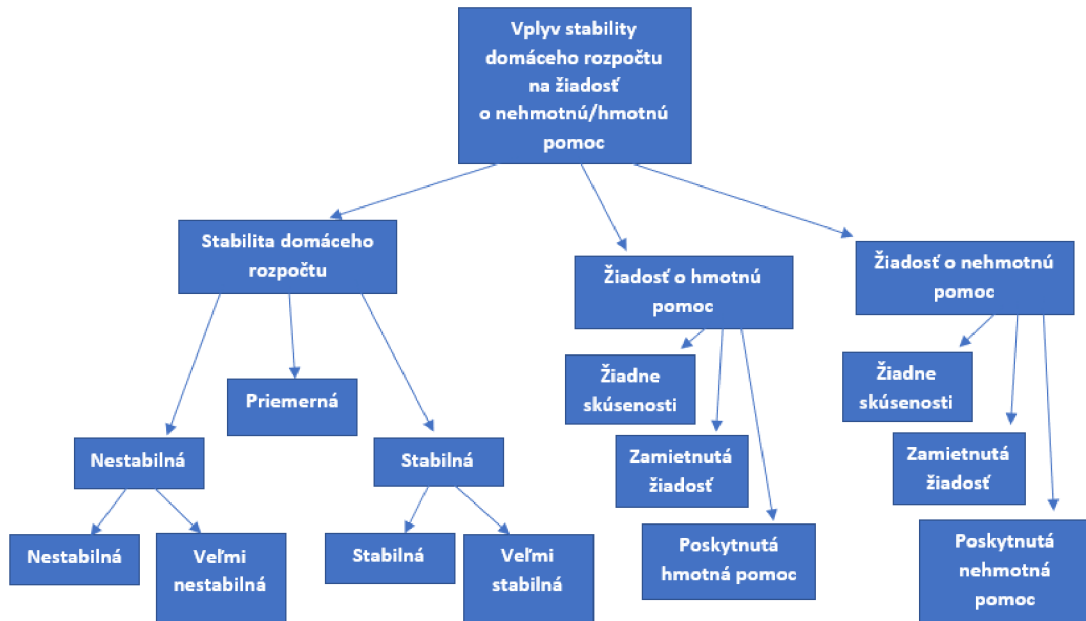 Vplyv stability
domáceho rozpočtu
na žiadosť
o nehmotnú/hmotnú
pomoc
Stabilita domáceho
rozpočtu
Žiadosť o hmotnú
pomoc
Žiadosť o nehmotnú
pomoc
Priemerná
Žiadne
skúsenosti
Žiadne
skúsenosti
Nestabilná
Stabilná
Zamietnutá
žiadosť
Zamietnutá
žiadosť
Nestabilná
Veľmi
nestabilná
Stabilná
Veľmi
stabilná
Poskytnutá
hmotná pomoc
Poskytnutá
nehmotná
pomoc